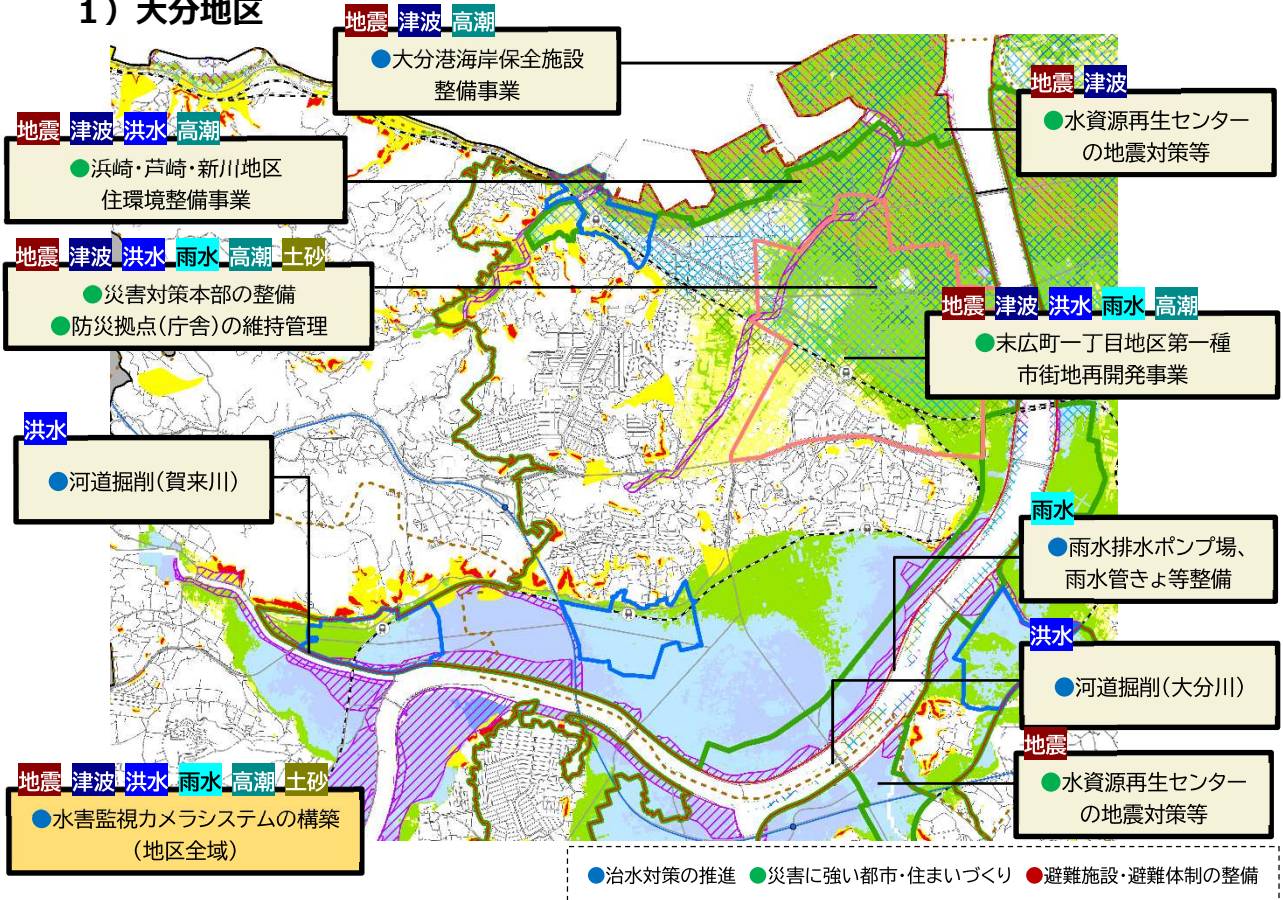 1）大分地区
地震 津波 高潮
●大分港海岸保全施設
整備事業
地震 津波
●水資源再生センター
の地震対策等
地震 津波 洪水 高潮
●浜崎・芦崎・新川地区
住環境整備事業
地震 津波 洪水 雨水 高潮 土砂
●災害対策本部の整備
●防災拠点（庁舎）の維持管理
地震 津波 洪水 雨水 高潮
●末広町一丁目地区第一種
市街地再開発事業
洪水
●河道掘削（賀来川）
雨水
●雨水排水ポンプ場、
雨水管きょ等整備
洪水
●河道掘削（大分川）
地震
●水資源再生センター
の地震対策等
地震 津波 洪水 雨水 高潮 土砂
●水害監視カメラシステムの構築
（地区全域）
●治水対策の推進 ●災害に強い都市・住まいづくり ●避難施設・避難体制の整備